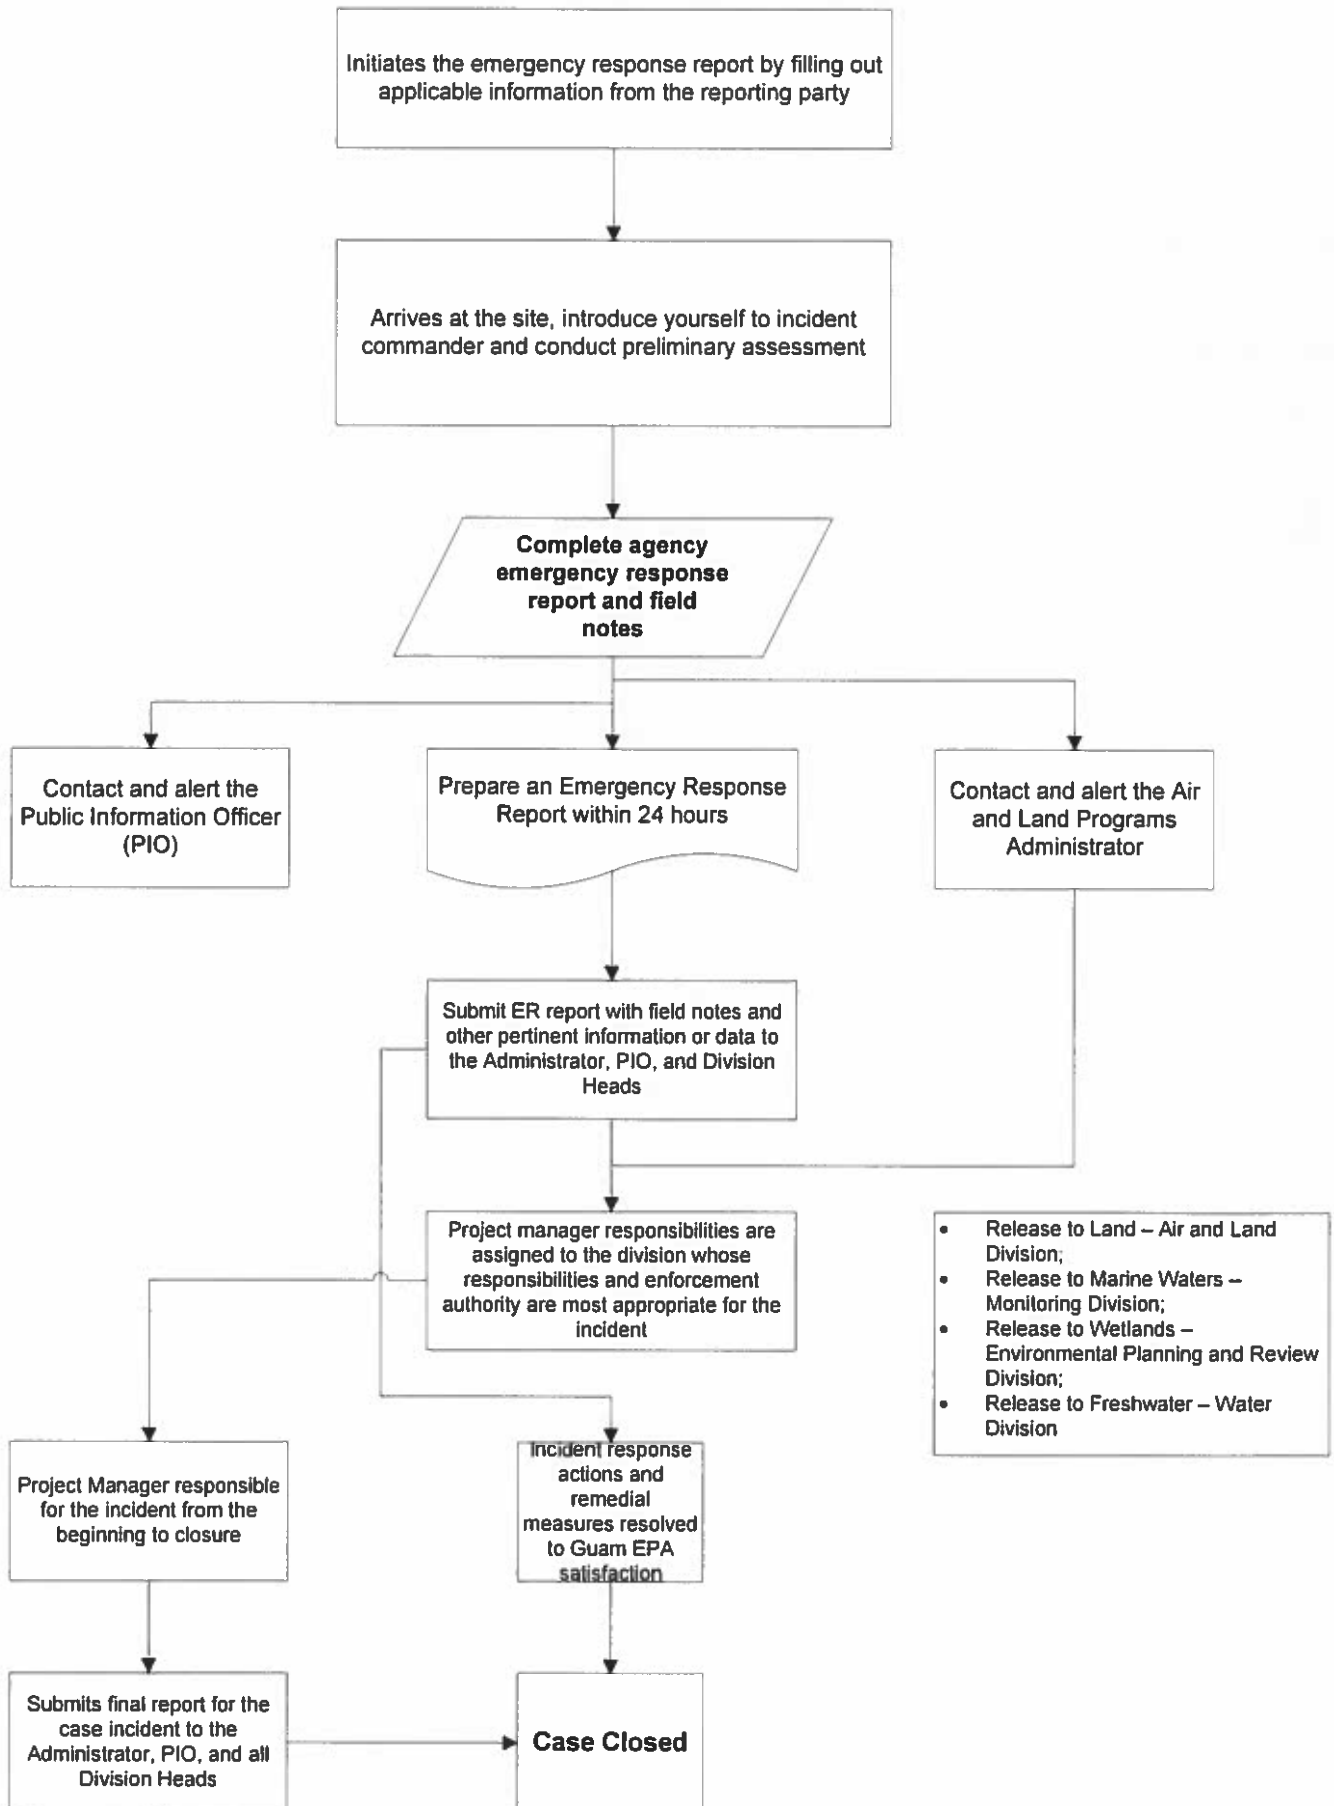 Initiates the emergency response report by filling out
applicable information from the reporting party
Arrives at the site, introduce yourself to incident
commander and conduct preliminary assessment
Complete agency
emergency response
report and field
notes
Contact and alert the
Public Information Officer
(PIO)
Prepare an Emergency Response
Report within 24 hours
Contact and alert the Air
and Land Programs
Administrator
Submit ER report with field notes and
other pertinent information or data to
the Administrator, PIO, and Division
Heads
Project manager responsibilities are
assigned to the division whose
responsibilities and enforcement
authority are most appropriate for the
incident
• Release to Land – Air and Land
Division;
• Release to Marine Waters –
Monitoring Division;
• Release to Wetlands –
Environmental Planning and Review
Division;
• Release to Freshwater – Water
Division
Project Manager responsible
for the incident from the
beginning to closure
Incident response
actions and
remedial
measures resolved
to Guam EPA
satisfaction
Submits final report for the
case incident to the
Administrator, PIO, and all
Division Heads
Case Closed